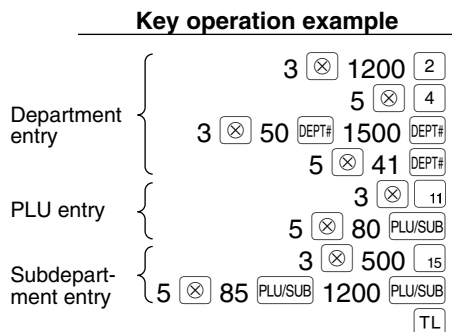 Key operation example
Department entry
3 ⊗ 1200 2
5 ⊗ 4
3 ⊗ 50 DEPT# 1500 DEPT#
5 ⊗ 41 DEPT#
PLU entry
3 ⊗ 11
5 ⊗ 80 PLU/SUB
Subdepart-
ment entry
3 ⊗ 500 15
5 ⊗ 85 PLU/SUB 1200 PLU/SUB
TL